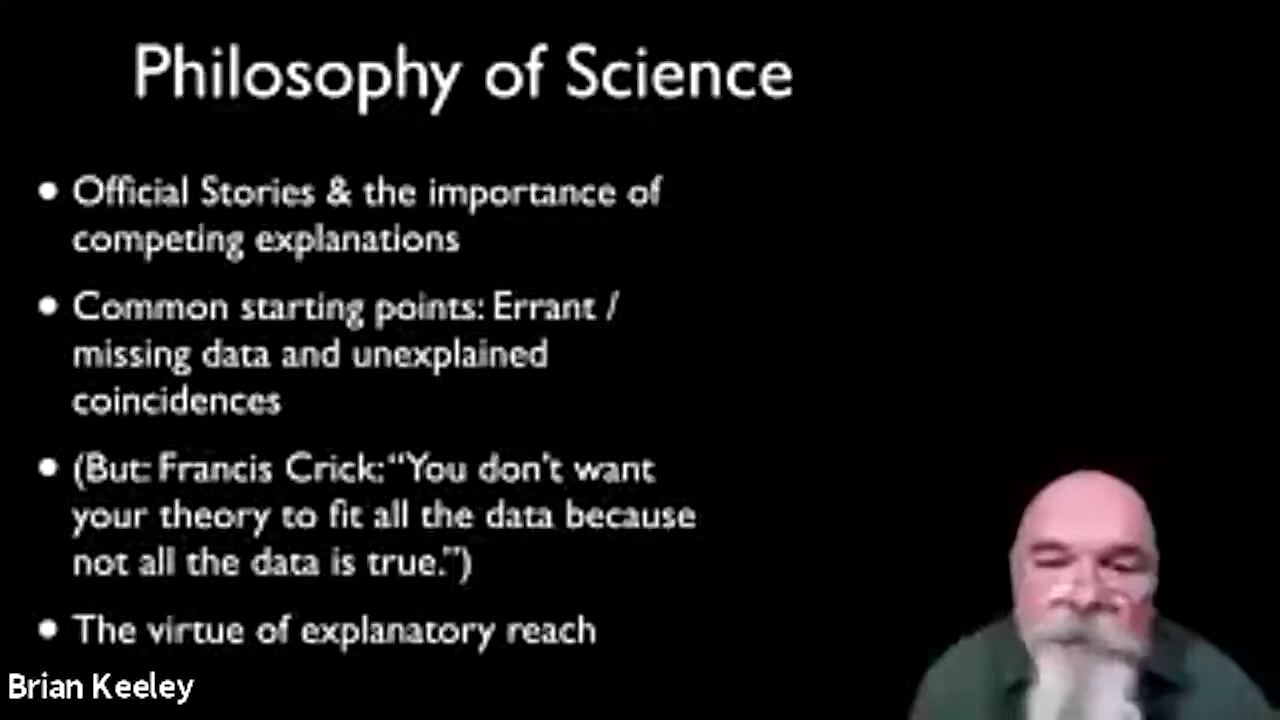 Philosophy of Science
• Official Stories & the importance of
competing explanations
• Common starting points: Errant /
missing data and unexplained
coincidences
• (But: Francis Crick: “You don’t want
your theory to fit all the data because
not all the data is true.”)
• The virtue of explanatory reach
Brian Keeley